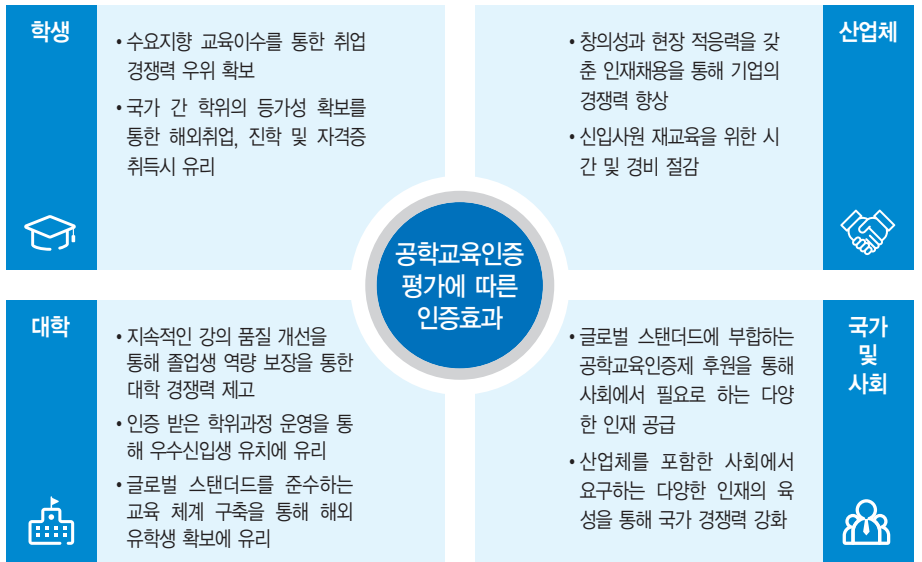 학생
• 수요지향 교육이수를 통한 취업
경쟁력 우위 확보
• 국가 간 학위의 등가성 확보를
통한 해외취업, 진학 및 자격증
취득시 유리
• 창의성과 현장 적응력을 갖
춘 인재채용을 통해 기업의
경쟁력 향상
• 신입사원 재교육을 위한 시
간 및 경비 절감
산업체
공학교육인증
평가에 따른
인증효과
대학
• 지속적인 강의 품질 개선을
통해 졸업생 역량 보장을 통한
대학 경쟁력 제고
• 인증 받은 학위과정 운영을 통
해 우수신입생 유치에 유리
• 글로벌 스탠더드를 준수하는
교육 체계 구축을 통해 해외
유학생 확보에 유리
• 글로벌 스탠더드에 부합하는
공학교육인증제 후원을 통해
사회에서 필요로 하는 다양
한 인재 공급
• 산업체를 포함한 사회에서
요구하는 다양한 인재의 육
성을 통해 국가 경쟁력 강화
국가
및
사회